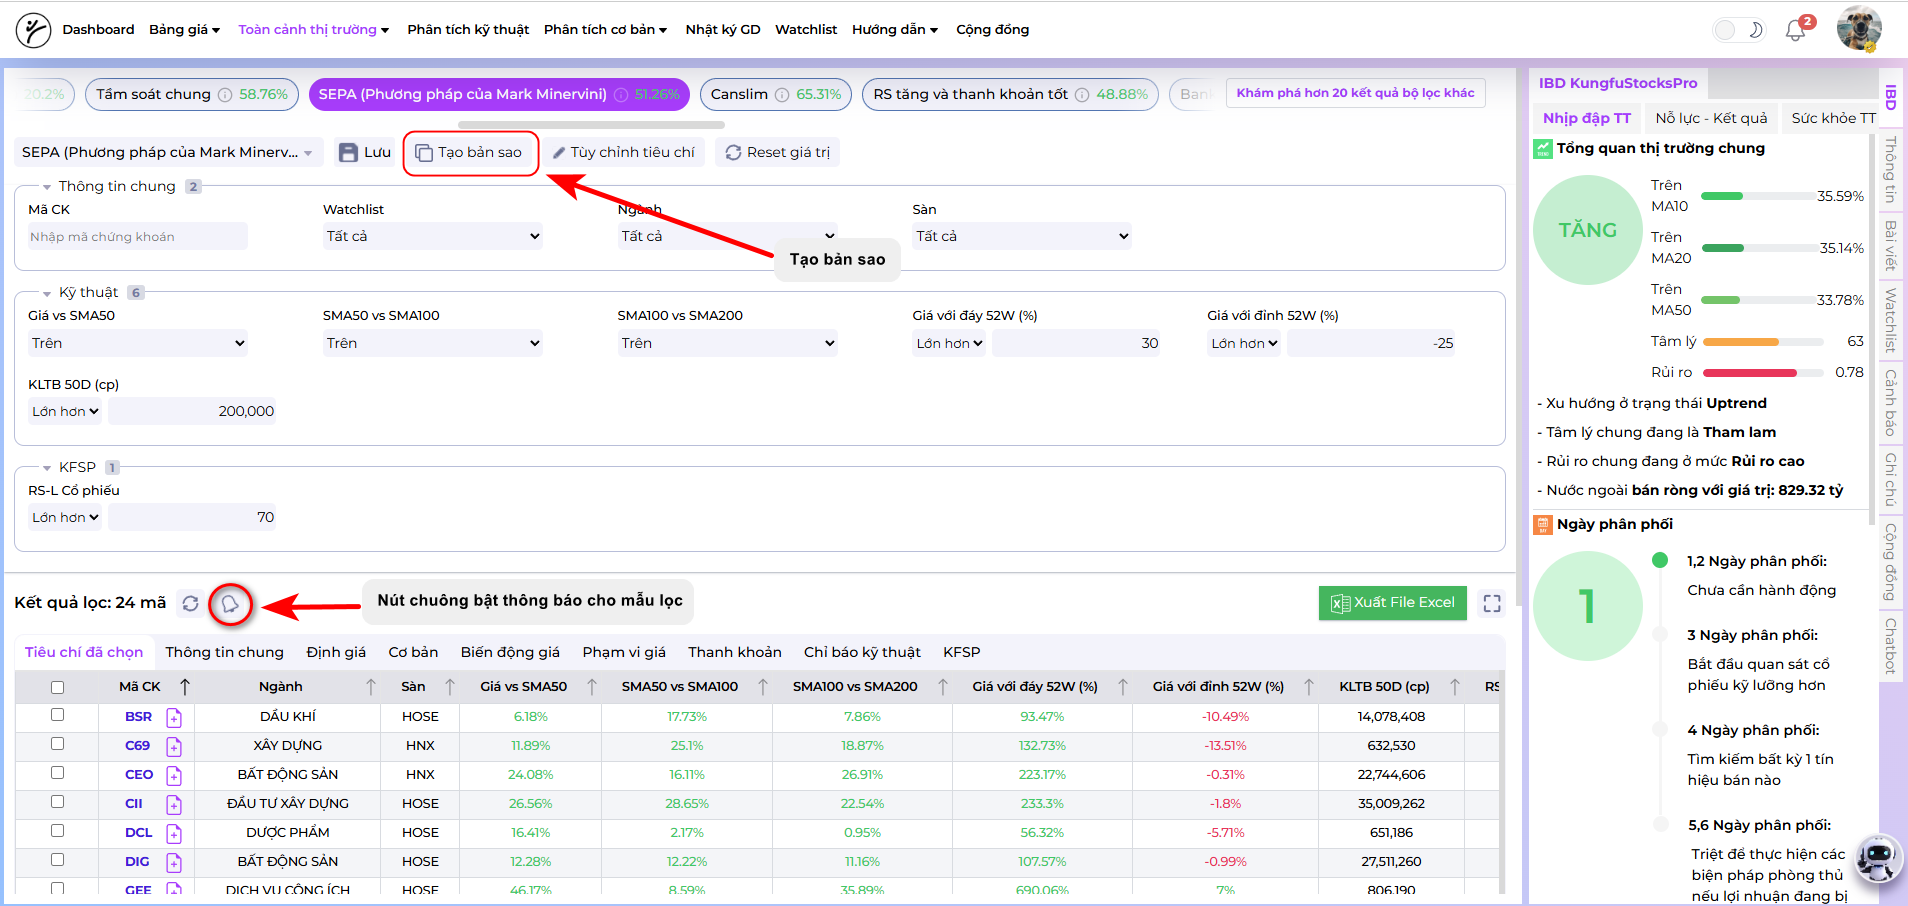 Dashboard Bảng giá Toàn cảnh thị trường Phân tích kỹ thuật Phân tích cơ bản Nhật ký GD Watchlist Hướng dẫn Cộng đồng 2
20.2% Tầm soát chung 58.76% SEPA (Phương pháp của Mark Minervini) 51.26% Canslim 65.31% RS tăng và thanh khoản tốt 48.88% Bank Khám phá hơn 20 kết quả bộ lọc khác
SEPA (Phương pháp của Mark Minerv... Lưu Tạo bản sao Tùy chỉnh tiêu chí Reset giá trị
Thông tin chung 2
Mã CK Watchlist Ngành Sàn
Nhập mã chứng khoán Tất cả Tất cả Tất cả
Tạo bản sao
Kỹ thuật 6
Giá vs SMA50 SMA50 vs SMA100 SMA100 vs SMA200 Giá với đáy 52W (%) Giá với đỉnh 52W (%)
Trên Trên Trên Lớn hơn 30 Lớn hơn -25
KLTB 50D (cp)
Lớn hơn 200,000
KFSP 1
RS-L Cổ phiếu
Lớn hơn 70
Kết quả lọc: 24 mã Nút chuông bật thông báo cho mẫu lọc Xuất File Excel
Tiêu chí đã chọn Thông tin chung Định giá Cơ bản Biến động giá Phạm vi giá Thanh khoản Chỉ báo kỹ thuật KFSP
Mã CK Ngành Sàn Giá vs SMA50 SMA50 vs SMA100 SMA100 vs SMA200 Giá với đáy 52W (%) Giá với đỉnh 52W (%) KLTB 50D (cp) RS
BSR DẦU KHÍ HOSE 6.18% 17.73% 7.86% 93.47% -10.49% 14,078,408
C69 XÂY DỰNG HNX 11.89% 25.1% 18.87% 132.73% -13.51% 632,530
CEO BẤT ĐỘNG SẢN HNX 24.08% 16.11% 26.91% 223.17% -0.31% 22,744,606
CII ĐẦU TƯ XÂY DỰNG HOSE 26.56% 28.65% 22.54% 233.3% -1.8% 35,009,262
DCL DƯỢC PHẨM HOSE 16.41% 2.17% 0.95% 56.32% -5.71% 651,186
DIG BẤT ĐỘNG SẢN HOSE 12.28% 12.22% 11.16% 107.57% -0.99% 27,511,260
GEE DỊCH VỤ CÔNG ÍCH HOSE 46.17% 8.59% 35.89% 690.06% 7% 806,190
IBD KungfuStocksPro
Nhịp đập TT Nỗ lực - Kết quả Sức khỏe TT
Tổng quan thị trường chung
TĂNG
Trên MA10 35.59%
Trên MA20 35.14%
Trên MA50 33.78%
Tâm lý 63
Rủi ro 0.78
- Xu hướng ở trạng thái Uptrend
- Tâm lý chung đang là Tham lam
- Rủi ro chung đang ở mức Rủi ro cao
- Nước ngoài bán ròng với giá trị: 829.32 tỷ
Ngày phân phối
1
1,2 Ngày phân phối:
Chưa cần hành động
3 Ngày phân phối:
Bắt đầu quan sát cổ
phiếu kỹ lưỡng hơn
4 Ngày phân phối:
Tìm kiếm bất kỳ 1 tín
hiệu bán nào
5,6 Ngày phân phối:
Triệt để thực hiện các
biện pháp phòng thủ
nếu lợi nhuận đang bị
IBD
Thông tin
Bài viết
Watchlist
Cảnh báo
Ghi chú
Cộng đồng
Chatbot